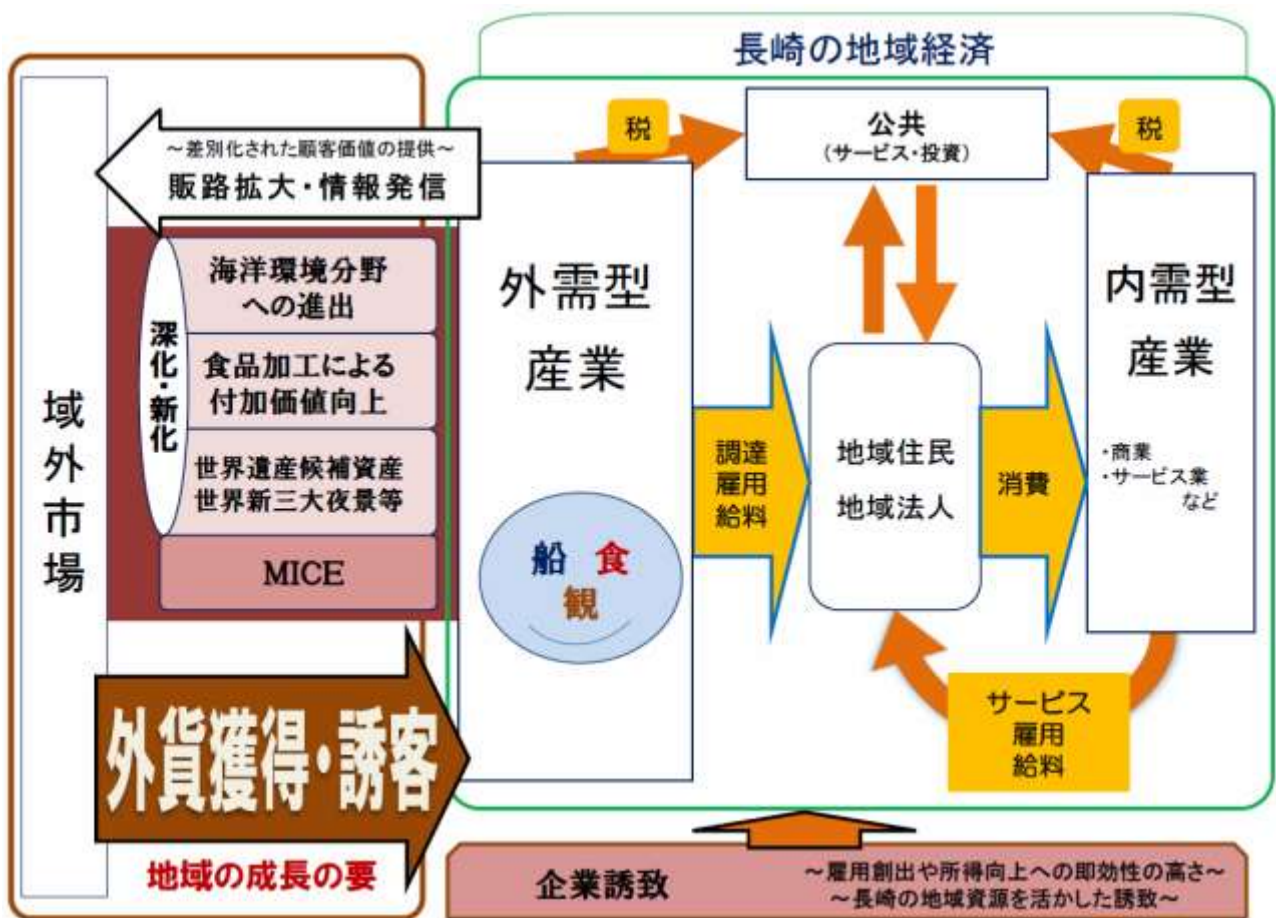 長崎の地域経済
域外市場
～差別化された顧客価値の提供～
販路拡大・情報発信
深化・新化
海洋環境分野
への進出
食品加工による
付加価値向上
世界遺産候補資産
世界新三大夜景等
MICE
外貨獲得・誘客
地域の成長の要
税
公共
(サービス・投資)
税
外需型
産業
船 食
観
調達
雇用
給料
地域住民
地域法人
消費
内需型
産業
・商業
・サービス業
など
サービス
雇用
給料
企業誘致
～雇用創出や所得向上への即効性の高さ～
～長崎の地域資源を活かした誘致～